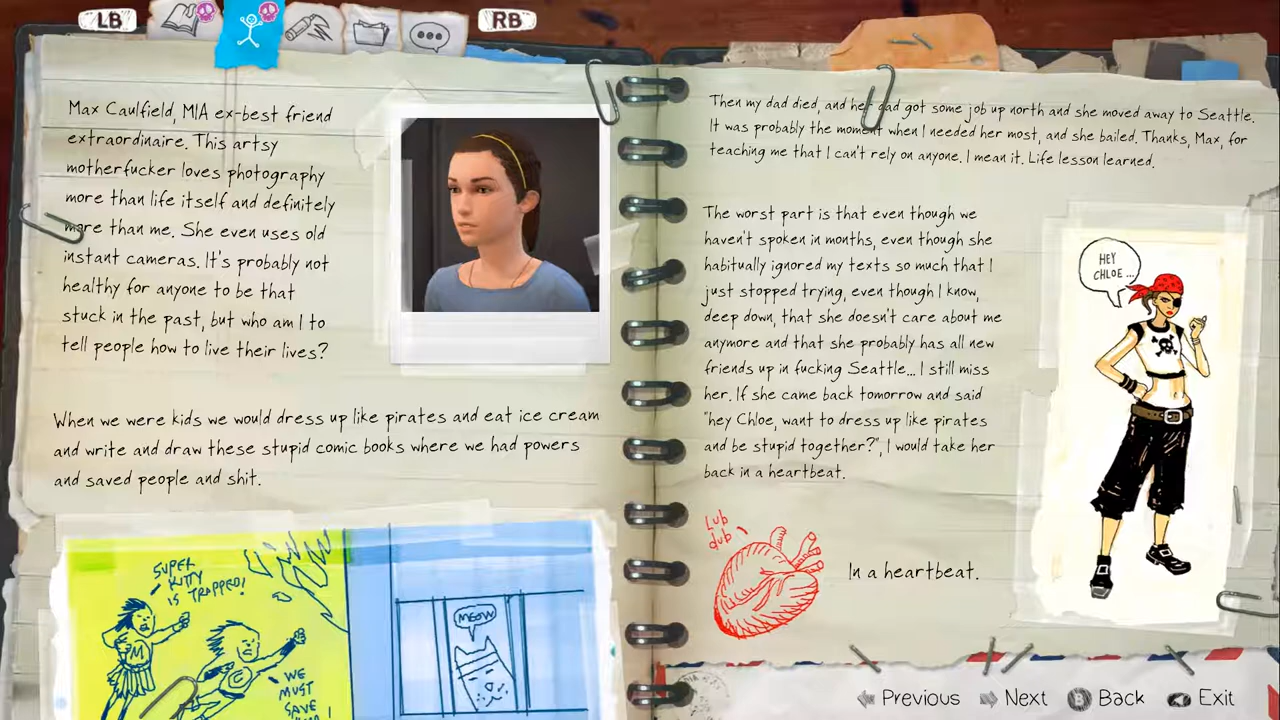 LB
RB
Max Caulfield, MIA ex-best friend
extraordinaire. This artsy
motherfucker loves photography
more than life itself and definitely
more than me. She even uses old
instant cameras. It's probably not
healthy for anyone to be that
stuck in the past, but who am I to
tell people how to live their lives?
When we were kids we would dress up like pirates and eat ice cream
and write and draw these stupid comic books where we had powers
and saved people and shit.
SUPER
KITTY
IS TRAPPED!
M
C
WE
MUST
SAVE
MEOW
Then my dad died, and her dad got some job up north and she moved away to Seattle.
It was probably the moment when I needed her most, and she bailed. Thanks, Max, for
teaching me that I can't rely on anyone. I mean it. Life lesson learned.
The worst part is that even though we
haven't spoken in months, even though she
habitually ignored my texts so much that I
just stopped trying, even though I know,
deep down, that she doesn't care about me
anymore and that she probably has all new
friends up in fucking Seattle... I still miss
her. If she came back tomorrow and said
"hey Chloe, want to dress up like pirates
and be stupid together?", I would take her
back in a heartbeat.
HEY
CHLOE...
Lub
dub
In a heartbeat.
Previous
Next
B Back
Exit